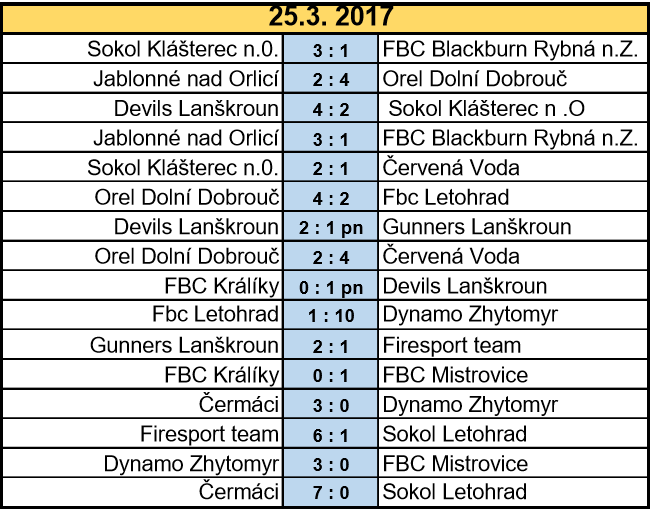 25.3. 2017
Sokol Klášterec n.0. 3 : 1 FBC Blackburn Rybná n.Z.
Jablonné nad Orlicí 2 : 4 Orel Dolní Dobrouč
Devils Lanškroun 4 : 2 Sokol Klášterec n .O
Jablonné nad Orlicí 3 : 1 FBC Blackburn Rybná n.Z.
Sokol Klášterec n.0. 2 : 1 Červená Voda
Orel Dolní Dobrouč 4 : 2 Fbc Letohrad
Devils Lanškroun 2 : 1 pn Gunners Lanškroun
Orel Dolní Dobrouč 2 : 4 Červená Voda
FBC Králíky 0 : 1 pn Devils Lanškroun
Fbc Letohrad 1 : 10 Dynamo Zhytomyr
Gunners Lanškroun 2 : 1 Firesport team
FBC Králíky 0 : 1 FBC Mistrovice
Čermáci 3 : 0 Dynamo Zhytomyr
Firesport team 6 : 1 Sokol Letohrad
Dynamo Zhytomyr 3 : 0 FBC Mistrovice
Čermáci 7 : 0 Sokol Letohrad